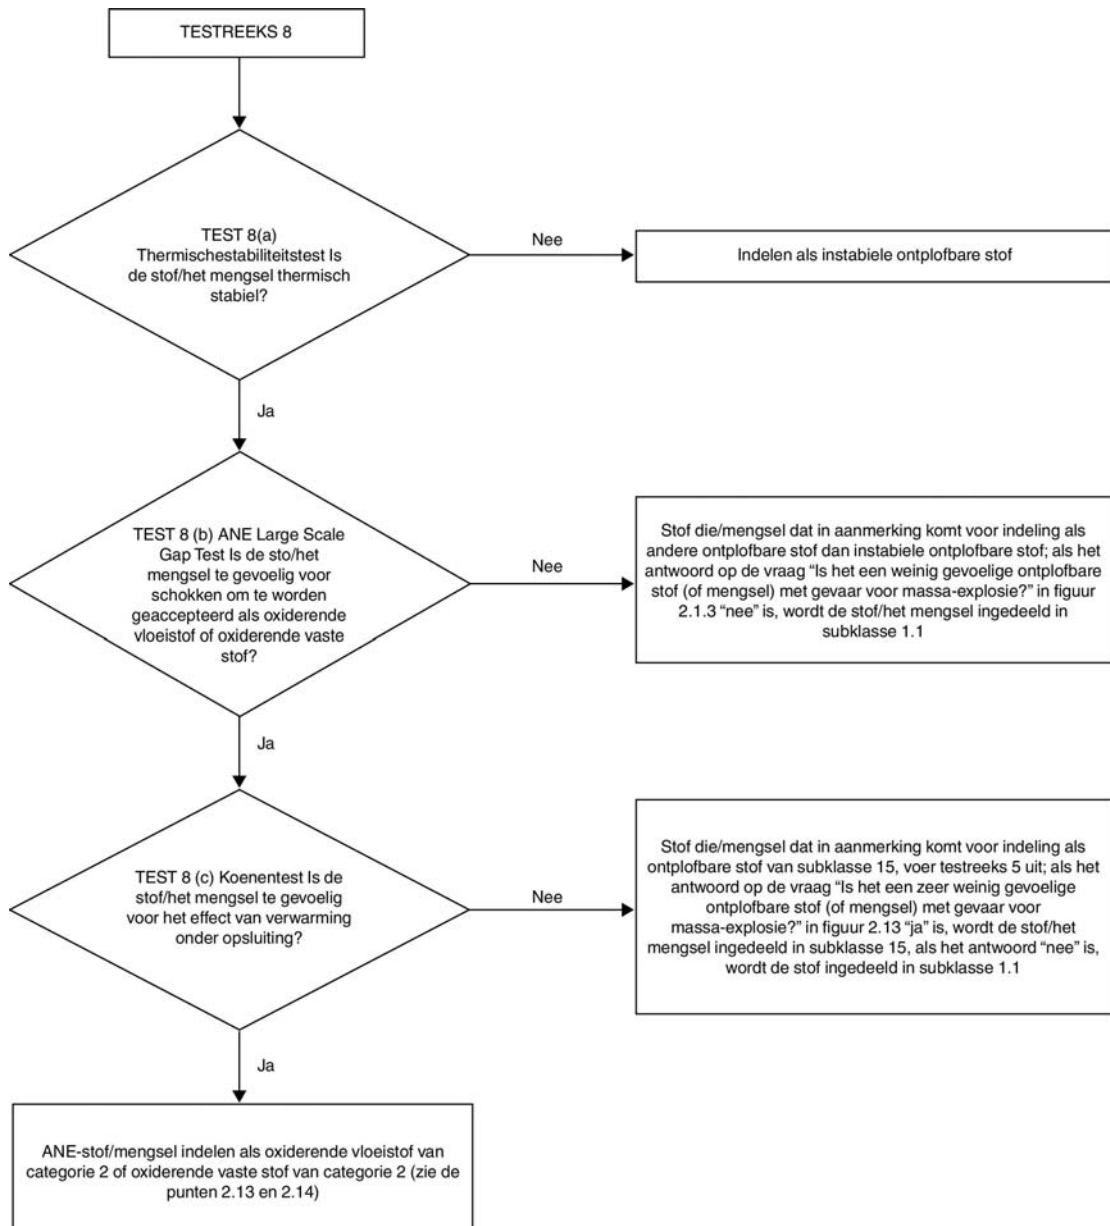 TESTREEKS 8
TEST 8(a)
Thermischestabiliteitstest Is
de stof/het mengsel thermisch
stabiel?
Nee
Indelen als instabiele ontplofbare stof
Ja
TEST 8 (b) ANE Large Scale
Gap Test Is de sto/het
mengsel te gevoelig voor
schokken om te worden
geaccepteerd als oxiderende
vloeistof of oxiderende vaste
stof?
Nee
Stof die/mengsel dat in aanmerking komt voor indeling als
andere ontplofbare stof dan instabiele ontplofbare stof; als het
antwoord op de vraag “Is het een weinig gevoelige ontplofbare
stof (of mengsel) met gevaar voor massa-explosie?” in figuur
2.1.3 “nee” is, wordt de stof/het mengsel ingedeeld in
subklasse 1.1
Ja
TEST 8 (c) Koenentest Is de
stof/het mengsel te gevoelig
voor het effect van verwarming
onder opsluiting?
Nee
Stof die/mengsel dat in aanmerking komt voor indeling als
ontplofbare stof van subklasse 15, voer testreeks 5 uit; als het
antwoord op de vraag “Is het een zeer weinig gevoelige
ontplofbare stof (of mengsel) met gevaar voor
massa-explosie?” in figuur 2.13 “ja” is, wordt de stof/het
mengsel ingedeeld in subklasse 15, als het antwoord “nee” is,
wordt de stof ingedeeld in subklasse 1.1
Ja
ANE-stof/mengsel indelen als oxiderende vloeistof van
categorie 2 of oxiderende vaste stof van categorie 2 (zie de
punten 2.13 en 2.14)